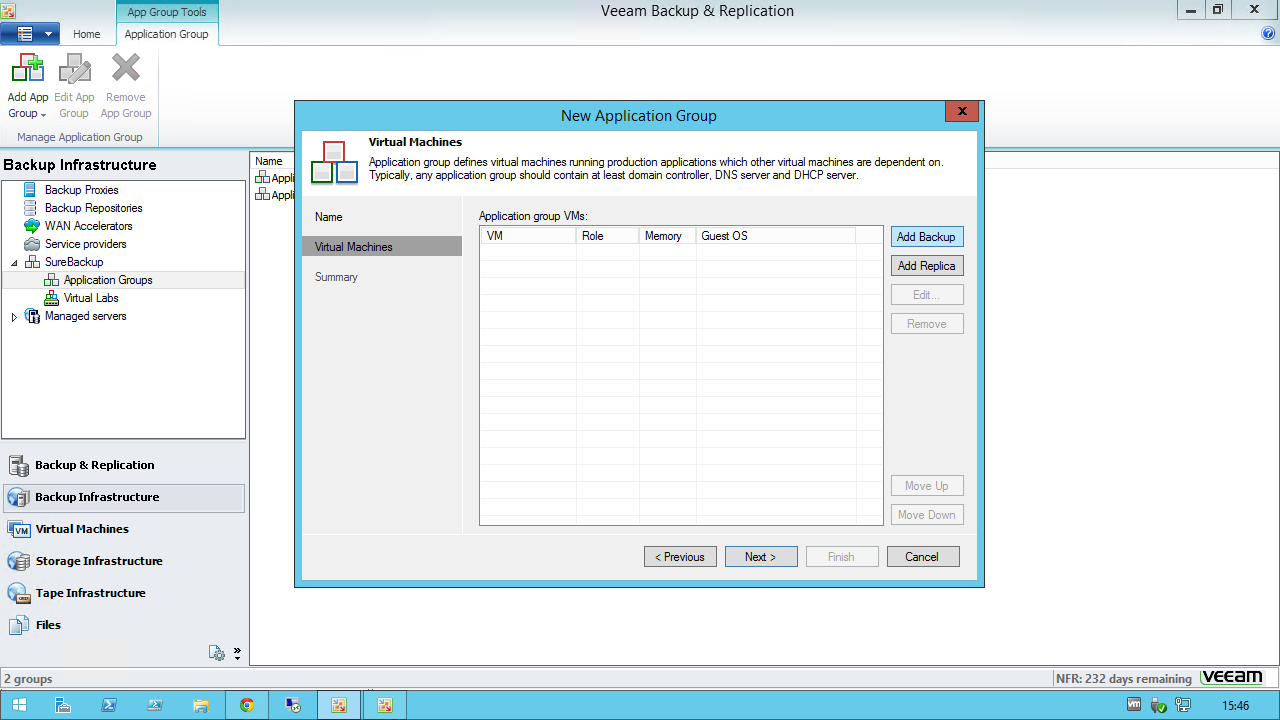 App Group Tools
Veeam Backup & Replication
Home
Application Group
Add App Group
Edit App Group
Remove App Group
Manage Application Group
Backup Infrastructure
Backup Proxies
Backup Repositories
WAN Accelerators
Service providers
SureBackup
Application Groups
Virtual Labs
Managed servers
Backup & Replication
Backup Infrastructure
VM
Virtual Machines
Storage Infrastructure
Tape Infrastructure
Files
Name
Appli
Appli
New Application Group
x
Virtual Machines
Application group defines virtual machines running production applications which other virtual machines are dependent on.
Typically, any application group should contain at least domain controller, DNS server and DHCP server.
Name
Virtual Machines
Summary
Application group VMs:
VM Role Memory Guest OS
Add Backup
Add Replica
Edit...
Remove
Move Up
Move Down
< Previous
Next >
Finish
Cancel
2 groups
NFR: 232 days remaining
veeam
vm
15:46